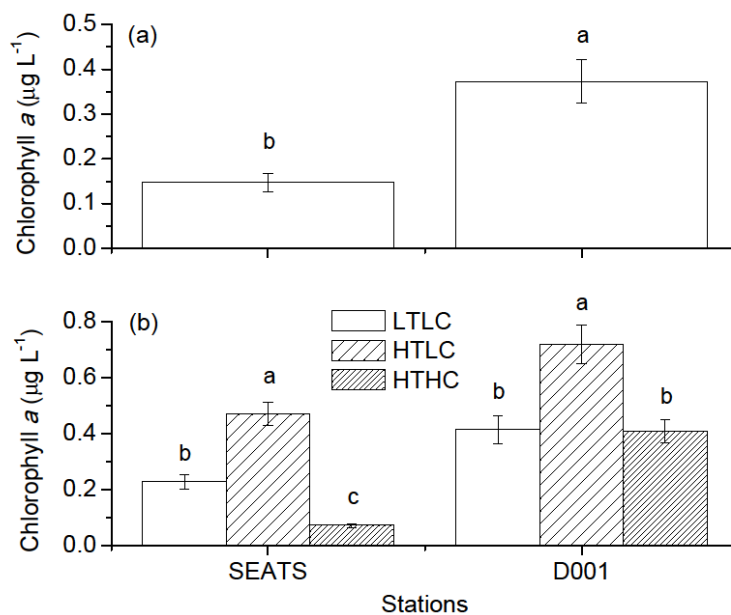 (a)
Chlorophyll a (μg L⁻¹)
0.5
0.4
0.3
0.2
0.1
0.0
b
a
(b)
Chlorophyll a (μg L⁻¹)
0.8
0.6
0.4
0.2
0.0
LTLC
HTLC
HTHC
b
a
c
b
a
b
SEATS
D001
Stations